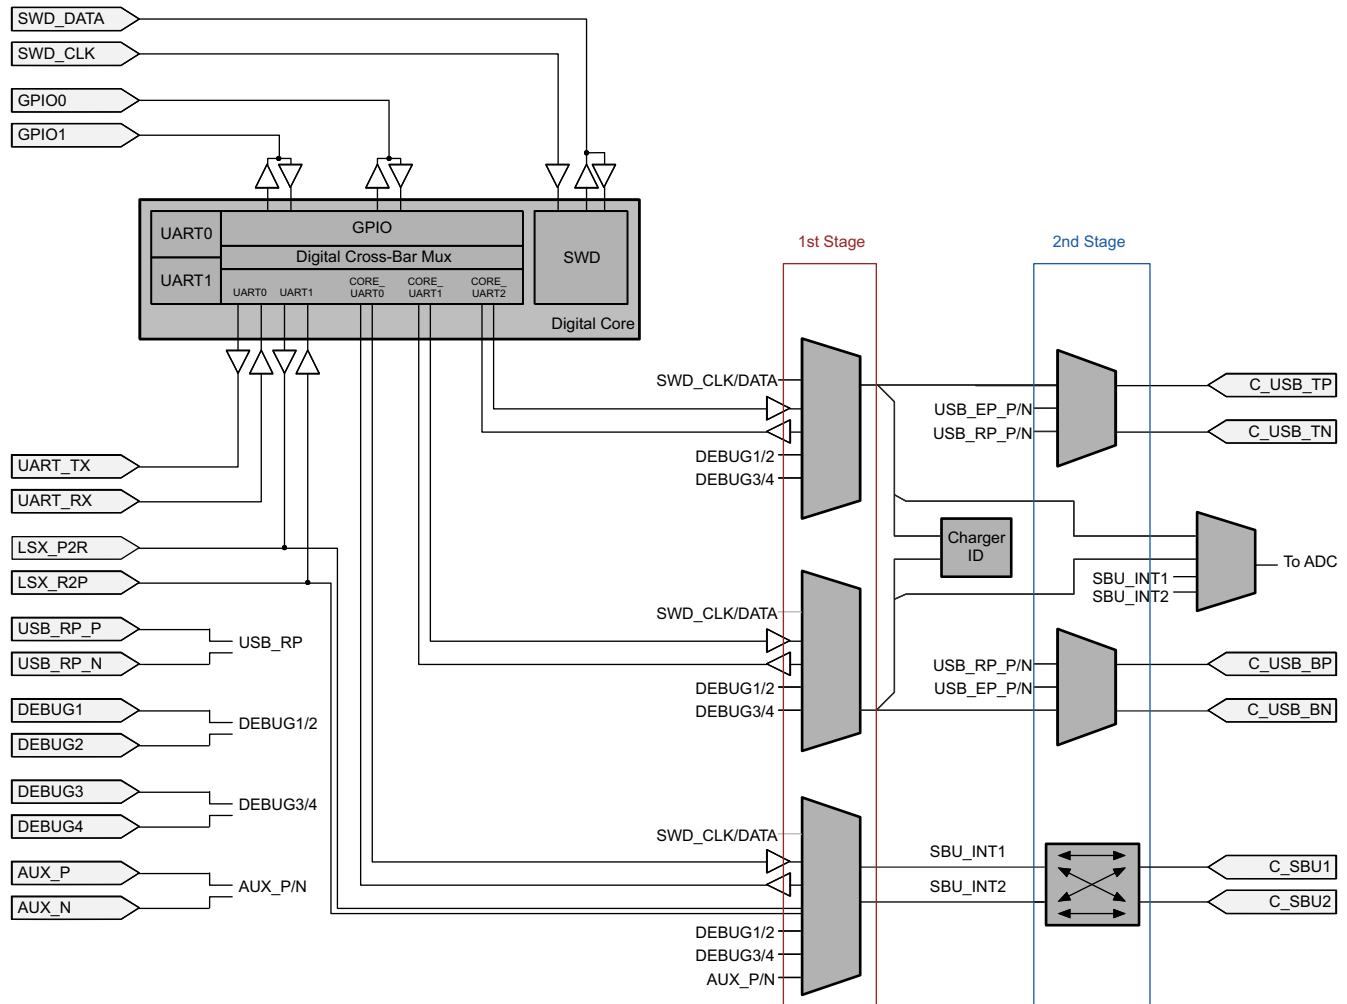 SWD_DATA
SWD_CLK
GPIO0
GPIO1
UART0
GPIO
Digital Cross-Bar Mux
SWD
UART1
UART0
UART1
CORE_
UART0
CORE_
UART1
CORE_
UART2
Digital Core
1st Stage
2nd Stage
SWD_CLK/DATA
DEBUG1/2
DEBUG3/4
USB_EP_P/N
USB_RP_P/N
C_USB_TP
C_USB_TN
UART_TX
UART_RX
LSX_P2R
LSX_R2P
Charger
ID
SBU_INT1
SBU_INT2
To ADC
USB_RP_P
USB_RP_N
USB_RP
SWD_CLK/DATA
DEBUG1/2
DEBUG3/4
USB_RP_P/N
USB_EP_P/N
C_USB_BP
C_USB_BN
DEBUG1
DEBUG2
DEBUG1/2
DEBUG3
DEBUG4
DEBUG3/4
AUX_P
AUX_N
AUX_P/N
SWD_CLK/DATA
DEBUG1/2
DEBUG3/4
AUX_P/N
SBU_INT1
SBU_INT2
C_SBU1
C_SBU2